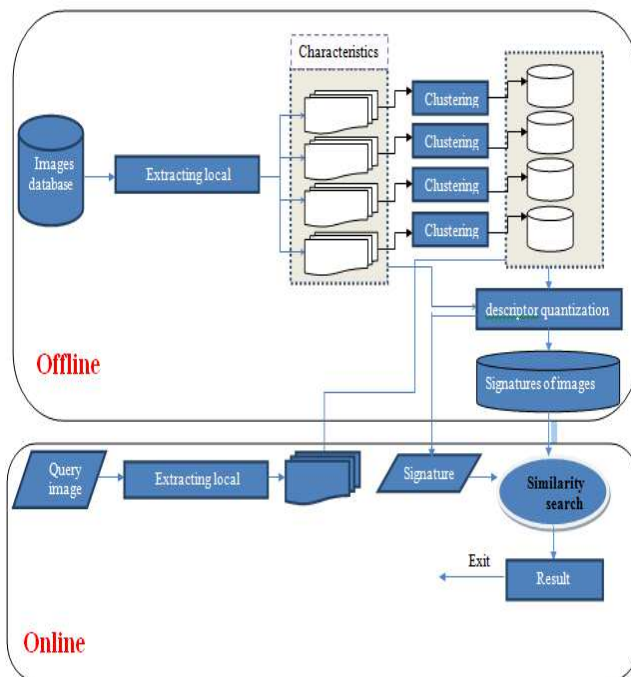 Characteristics
Images
database
Extracting local
Clustering
Clustering
Clustering
Clustering
descriptor quantization
Signatures of images
Offline
Query
image
Extracting local
Signature
Similarity
search
Exit
Result
Online